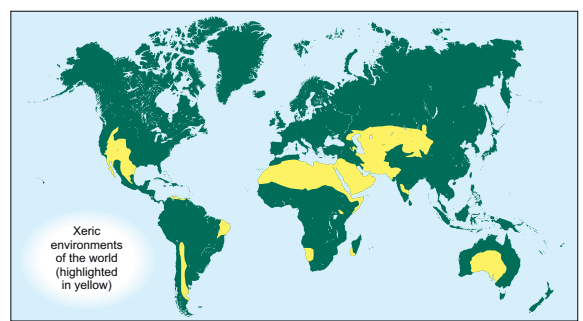 Xeric
environments
of the world
(highlighted
in yellow)